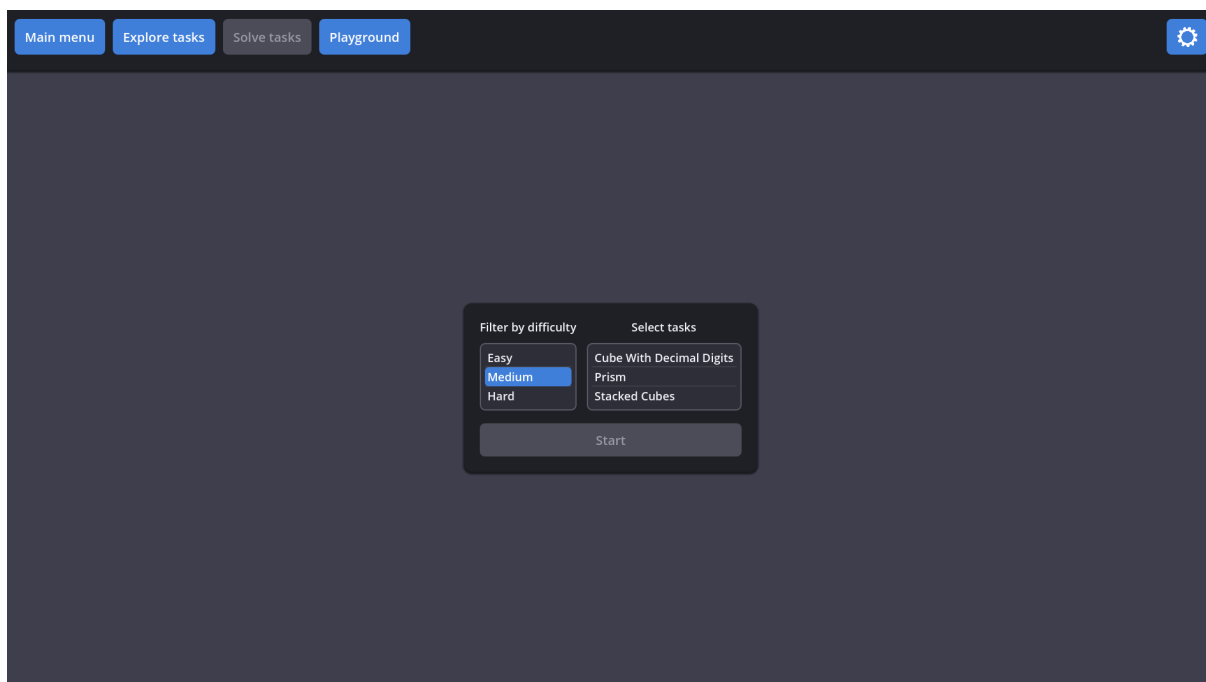 Main menu Explore tasks Solve tasks Playground
Filter by difficulty Select tasks
Easy Cube With Decimal Digits
Medium Prism
Hard Stacked Cubes
Start